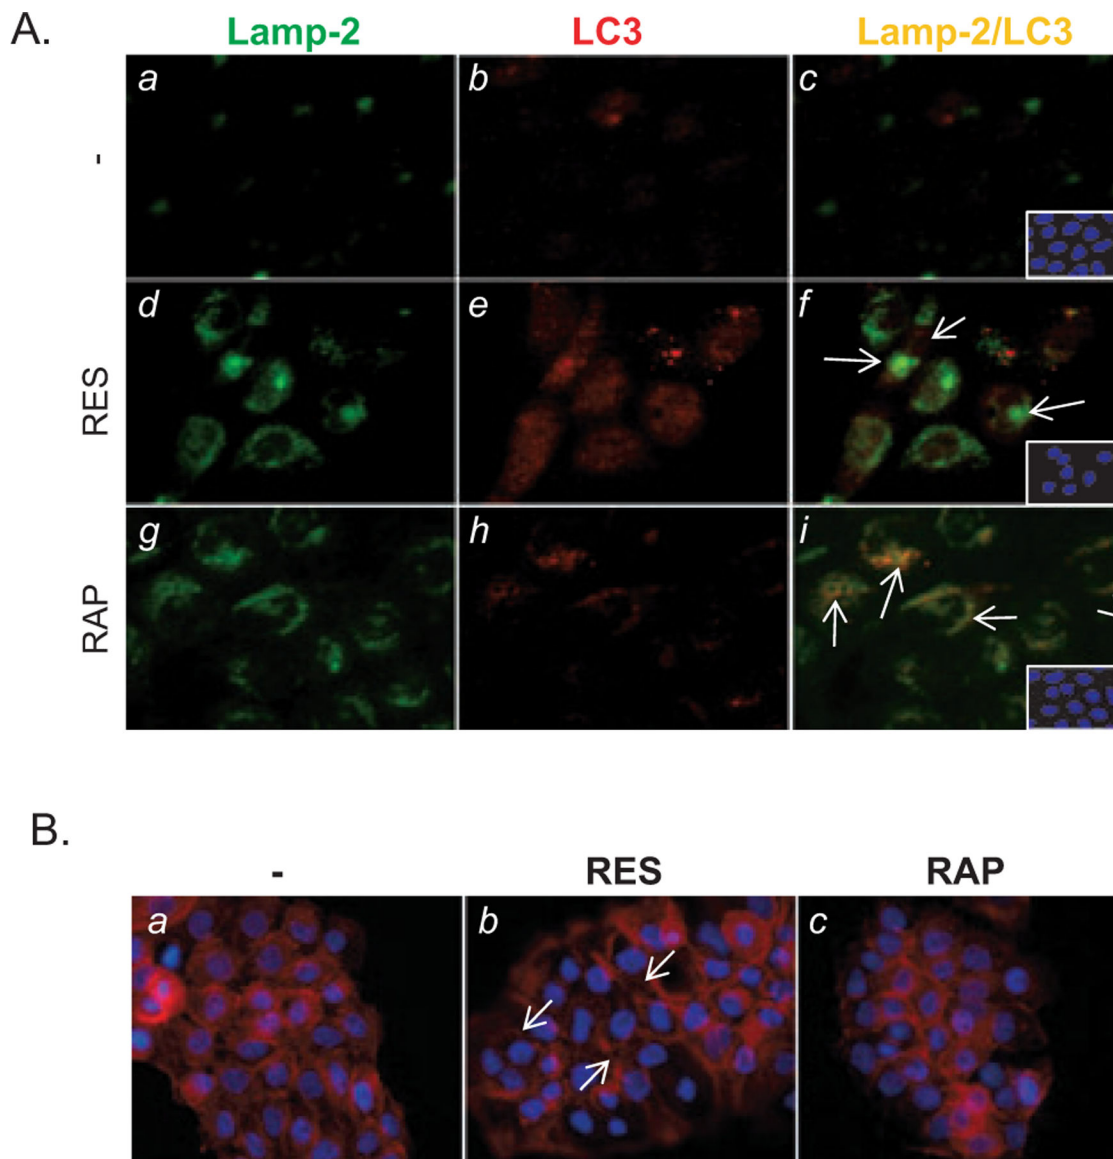 A.
Lamp-2 LC3 Lamp-2/LC3
-
a b c
RES
d e f
RAP
g h i
B.
- RES RAP
a b c